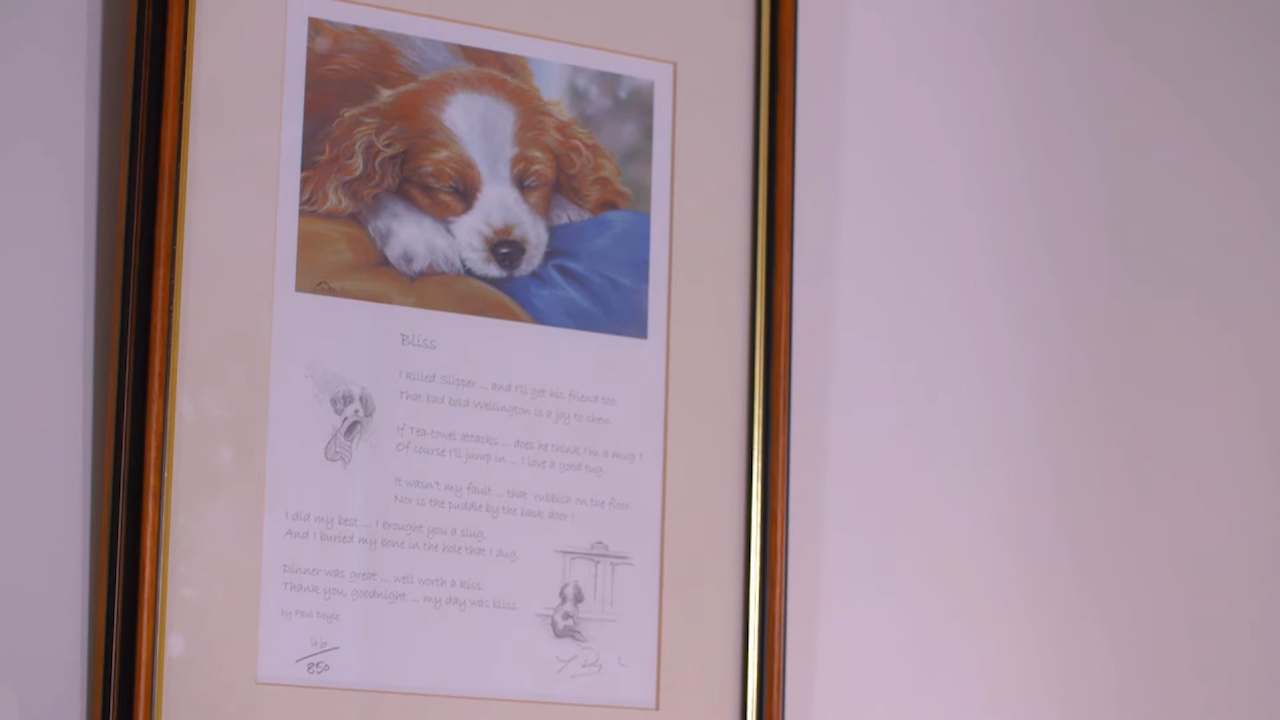 Bliss
I killed Slipper ... and I'll get his friend too.
That bad bold Wellington is a joy to chew.
If Tea-towel attacks ... does he think I'm a mug ?
Of course I'll jump in ... I love a good tug.
It wasn't my fault ... that rubbish on the floor.
Nor is the puddle by the back door !
I did my best ... I brought you a slug.
And I buried my bone in the hole that I dug.
Dinner was great ... well worth a kiss.
Thank you, goodnight ... my day was bliss.
by Paul Doyle
46
850